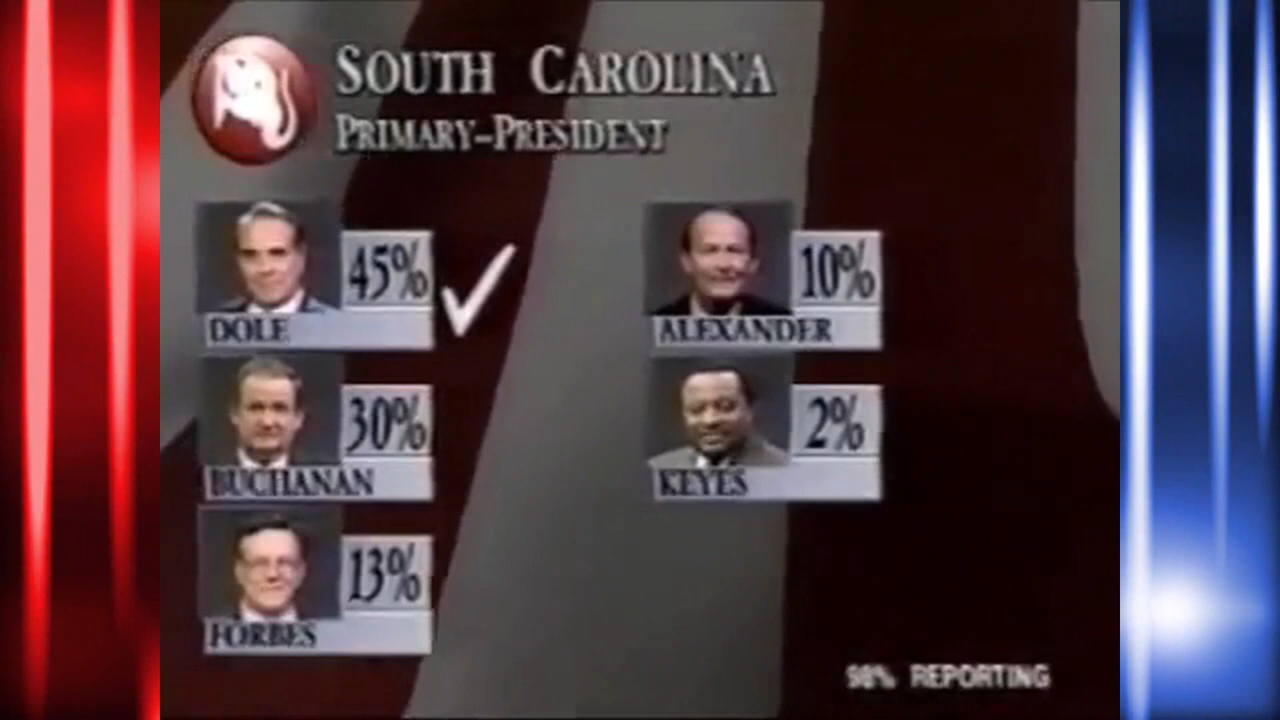 SOUTH CAROLINA
PRIMARY-PRESIDENT
45%
DOLE
30%
BUCHANAN
13%
FORBES
10%
ALEXANDER
2%
KEYES
98% REPORTING